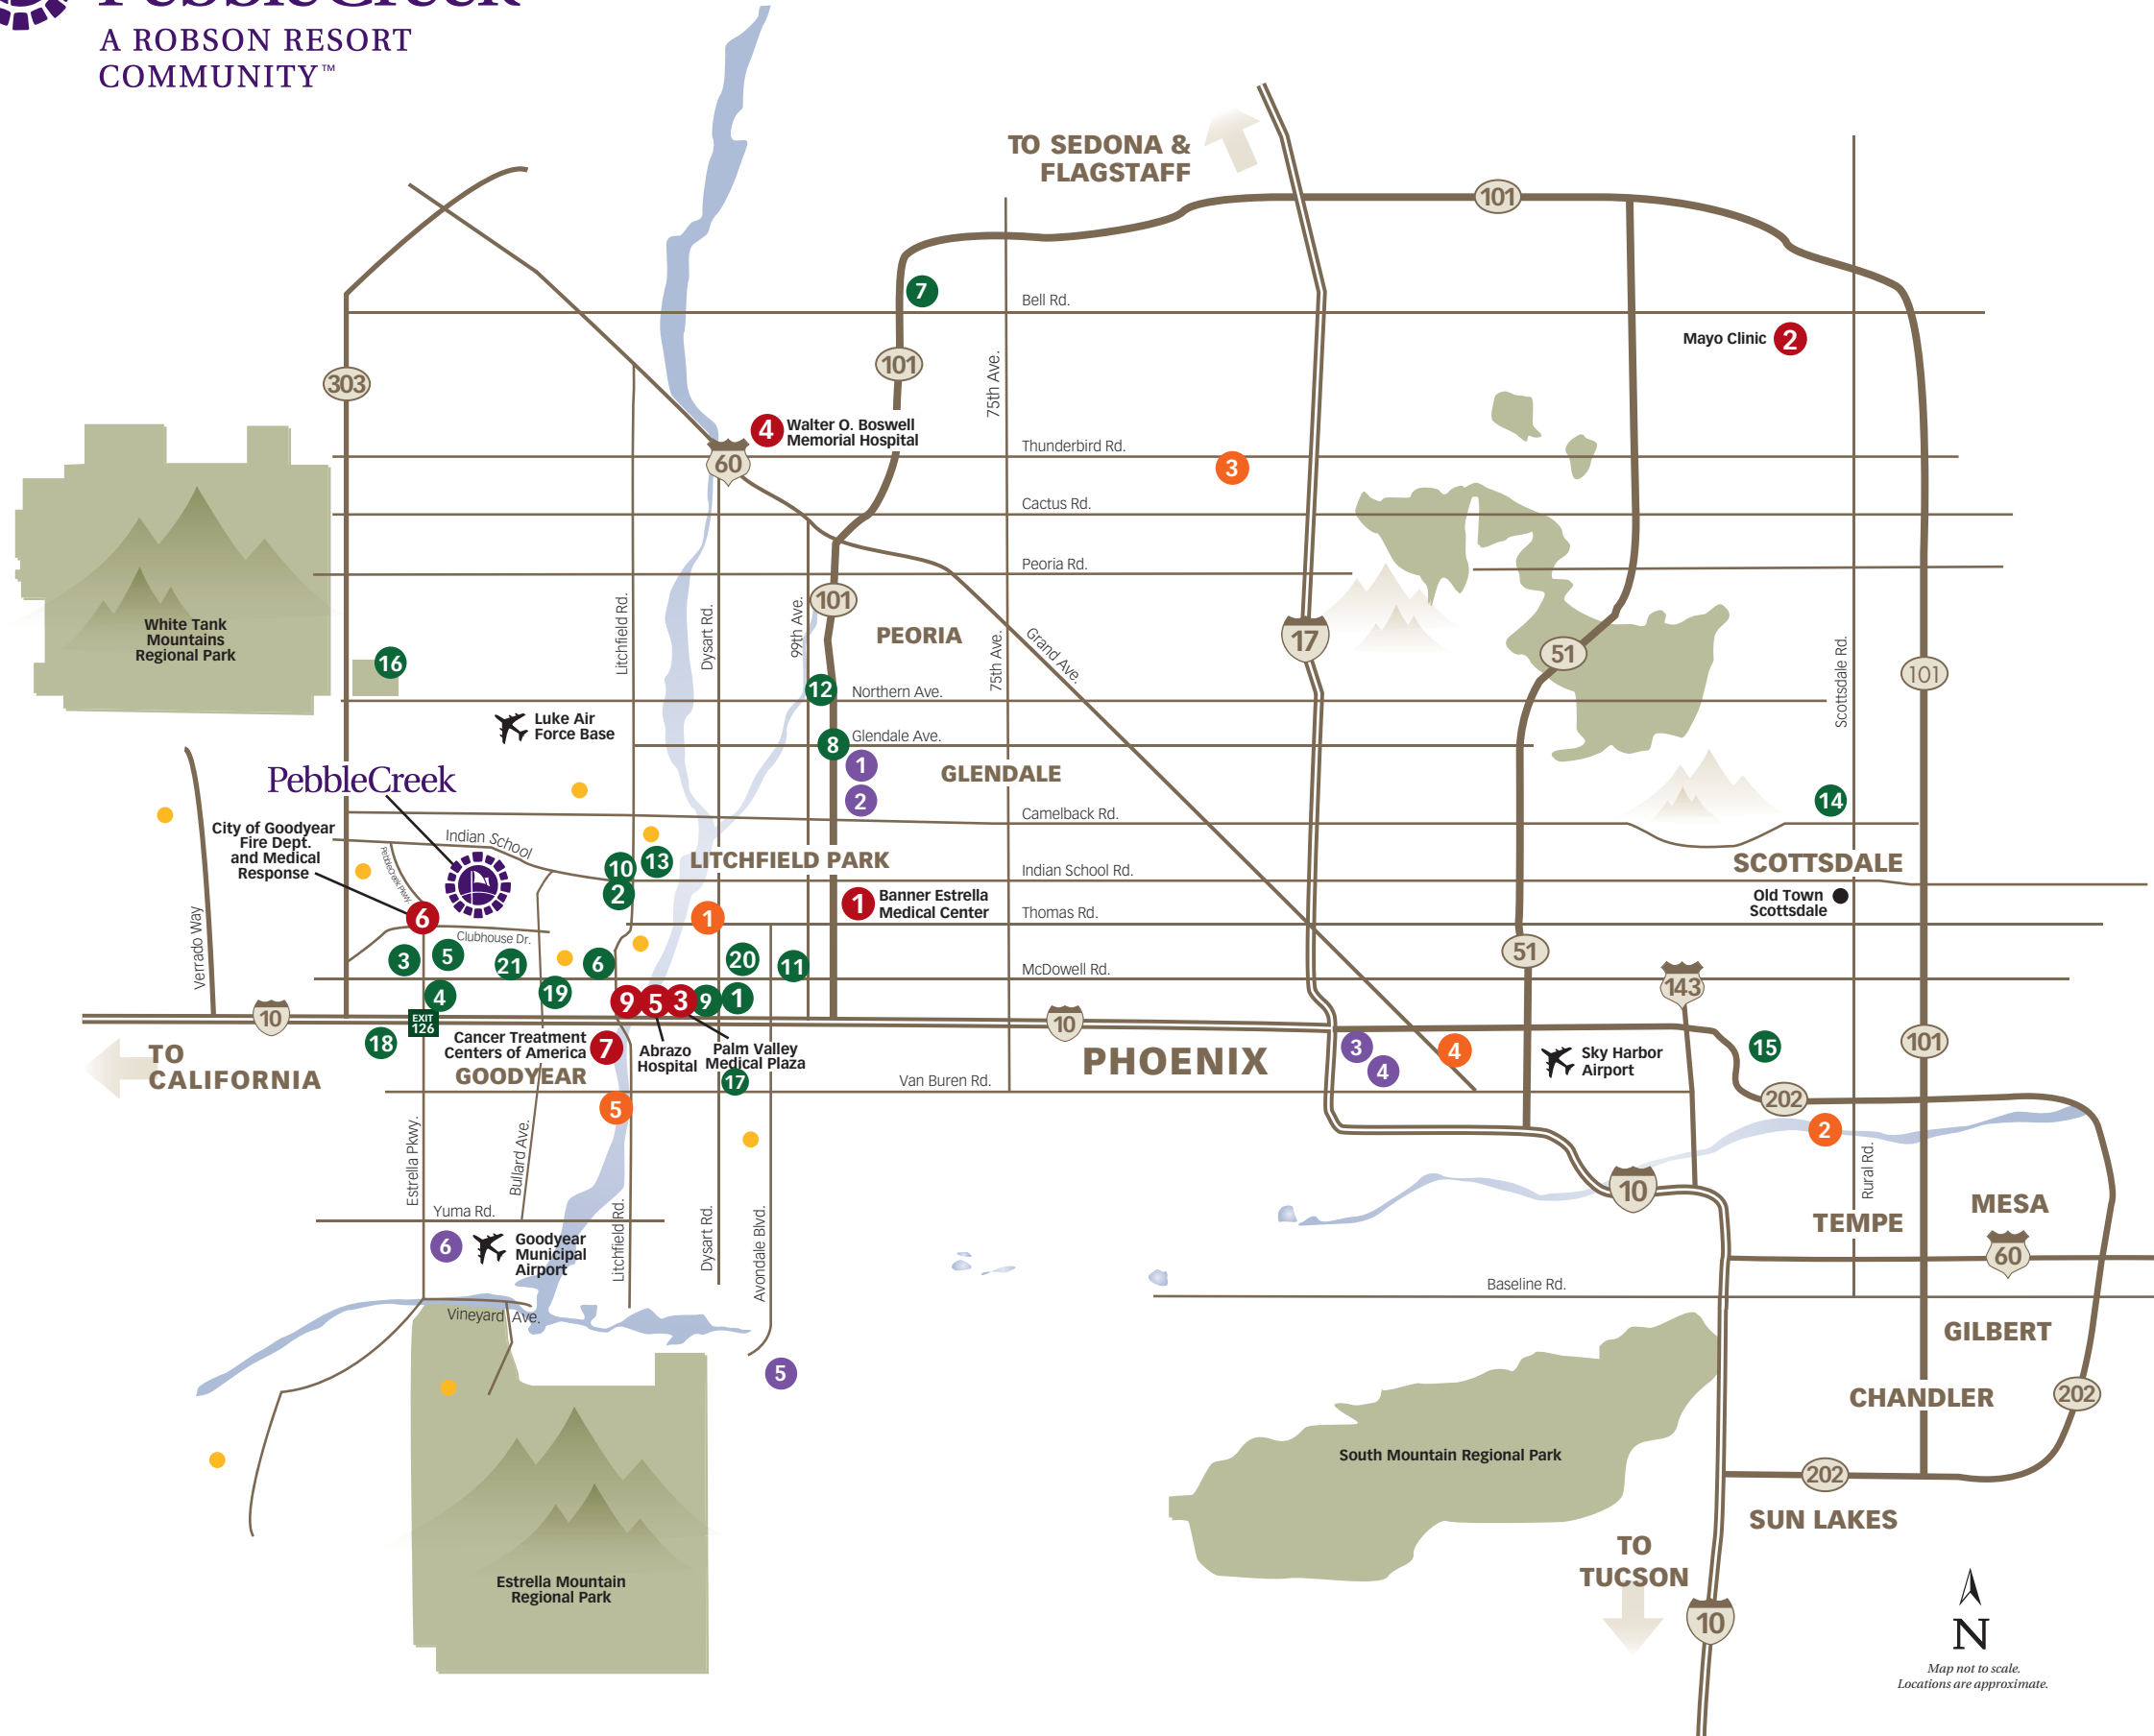 PebbleCreek
A ROBSON RESORT
COMMUNITY™
TO SEDONA &
FLAGSTAFF
101
7
Bell Rd.
Mayo Clinic 2
101
75th Ave.
303
4 Walter O. Boswell
Memorial Hospital
Thunderbird Rd.
60
3
Cactus Rd.
Peoria Rd.
White Tank
Mountains
Regional Park
16
Litchfield Rd.
Dysart Rd.
99th Ave.
101
PEORIA
75th Ave.
Grand Ave.
17
51
Scottsdale Rd.
101
12
Northern Ave.
Luke Air
Force Base
8
Glendale Ave.
1
2
GLENDALE
PebbleCreek
14
Camelback Rd.
City of Goodyear
Fire Dept.
and Medical
Response
Indian School
PebbleCreek Pkwy.
10
13
LITCHFIELD PARK
SCOTTSDALE
Indian School Rd.
2
1 Banner Estrella
Medical Center
Old Town
Scottsdale
6
1
Thomas Rd.
Verrado Way
Clubhouse Dr.
3
5
21
6
20
11
51
McDowell Rd.
143
4
19
9
5
3
9
1
10
EXIT
126
10
18
TO
CALIFORNIA
Cancer Treatment
Centers of America
7
Abrazo
Hospital
Palm Valley
Medical Plaza
PHOENIX
3
4
4
Sky Harbor
Airport
15
101
GOODYEAR
17
Van Buren Rd.
5
202
2
Estrella Pkwy.
Bullard Ave.
Rural Rd.
10
MESA
TEMPE
Yuma Rd.
Litchfield Rd.
Dysart Rd.
Avondale Blvd.
6
Goodyear
Municipal
Airport
60
Baseline Rd.
Vineyard Ave.
GILBERT
5
CHANDLER
202
South Mountain Regional Park
202
SUN LAKES
TO
TUCSON
Estrella Mountain
Regional Park
10
N
Map not to scale.
Locations are approximate.